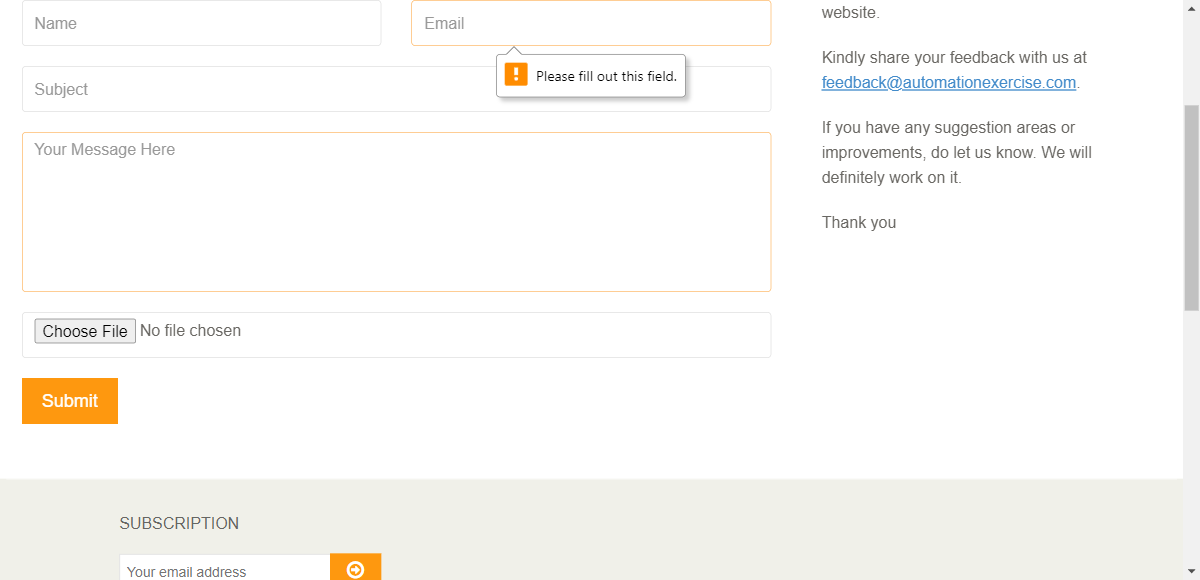 Name
Email
Please fill out this field.
Subject
Your Message Here
Choose File No file chosen
Submit
website.
Kindly share your feedback with us at
feedback@automationexercise.com.
If you have any suggestion areas or
improvements, do let us know. We will
definitely work on it.
Thank you
SUBSCRIPTION
Your email address